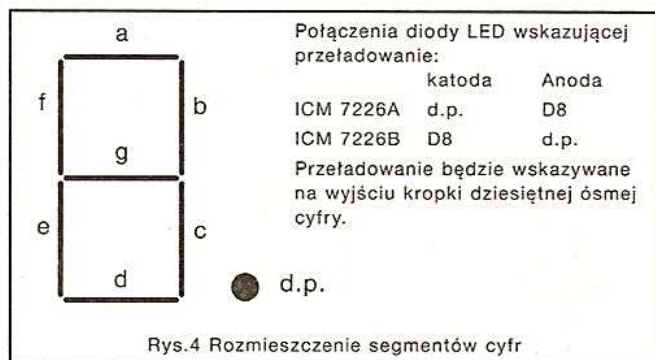 a
f
b
g
e
c
d
d.p.
Połączenia diody LED wskazującej
przeładowanie:
katoda Anoda
ICM 7226A d.p. D8
ICM 7226B D8 d.p.
Przeładowanie będzie wskazywane
na wyjściu kropki dziesiętnej ósmej
cyfry.
Rys.4 Rozmieszczenie segmentów cyfr